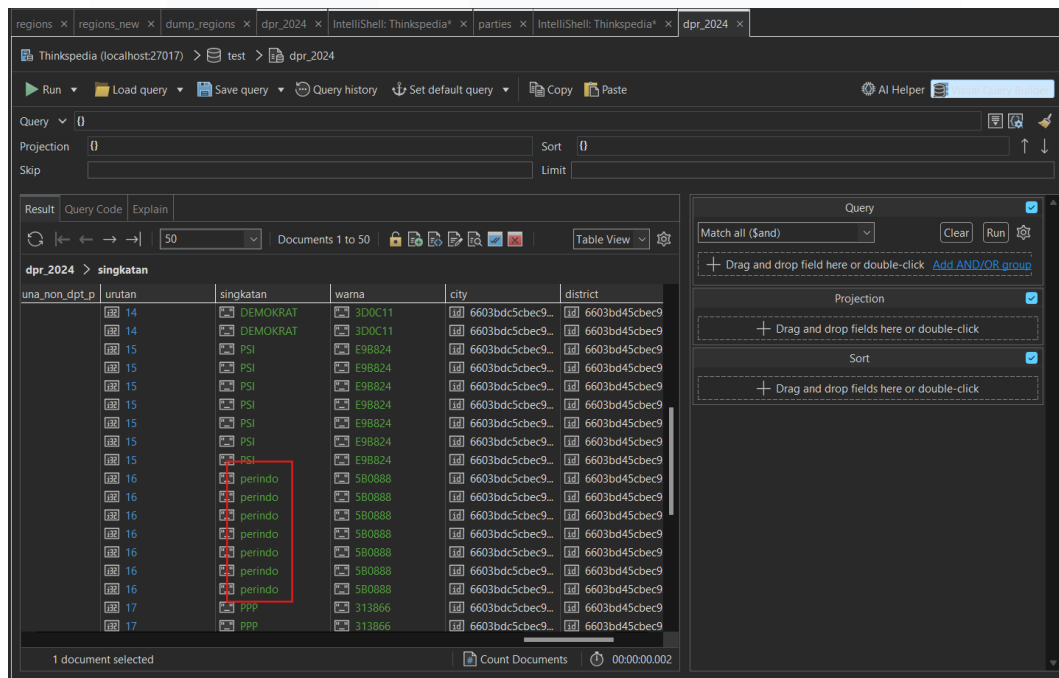 regions × regions_new × dump_regions × dpr_2024 × IntelliShell: Thinkspedia* × parties × IntelliShell: Thinkspedia* × dpr_2024 ×
Thinkspedia (localhost:27017) > test > dpr_2024
Run Load query Save query Query history Set default query Copy Paste AI Helper Visual Query Builder
Query {}
Projection {} Sort {}
Skip Limit
Result Query Code Explain
50 Documents 1 to 50 Table View
dpr_2024 > singkatan
una_non_dpt_p urutan singkatan warna city district
14 DEMOKRAT 3D0C11 6603bdc5cbec9... 6603bd45cbec9
14 DEMOKRAT 3D0C11 6603bdc5cbec9... 6603bd45cbec9
15 PSI E9B824 6603bdc5cbec9... 6603bd45cbec9
15 PSI E9B824 6603bdc5cbec9... 6603bd45cbec9
15 PSI E9B824 6603bdc5cbec9... 6603bd45cbec9
15 PSI E9B824 6603bdc5cbec9... 6603bd45cbec9
15 PSI E9B824 6603bdc5cbec9... 6603bd45cbec9
15 PSI E9B824 6603bdc5cbec9... 6603bd45cbec9
15 PSI E9B824 6603bdc5cbec9... 6603bd45cbec9
16 perindo 5B0888 6603bdc5cbec9... 6603bd45cbec9
16 perindo 5B0888 6603bdc5cbec9... 6603bd45cbec9
16 perindo 5B0888 6603bdc5cbec9... 6603bd45cbec9
16 perindo 5B0888 6603bdc5cbec9... 6603bd45cbec9
16 perindo 5B0888 6603bdc5cbec9... 6603bd45cbec9
16 perindo 5B0888 6603bdc5cbec9... 6603bd45cbec9
16 perindo 5B0888 6603bdc5cbec9... 6603bd45cbec9
17 PPP 313866 6603bdc5cbec9... 6603bd45cbec9
17 PPP 313866 6603bdc5cbec9... 6603bd45cbec9
1 document selected Count Documents 00:00:00.002
Query
Match all ($and) Clear Run
Drag and drop field here or double-click Add AND/OR group
Projection
Drag and drop fields here or double-click
Sort
Drag and drop fields here or double-click